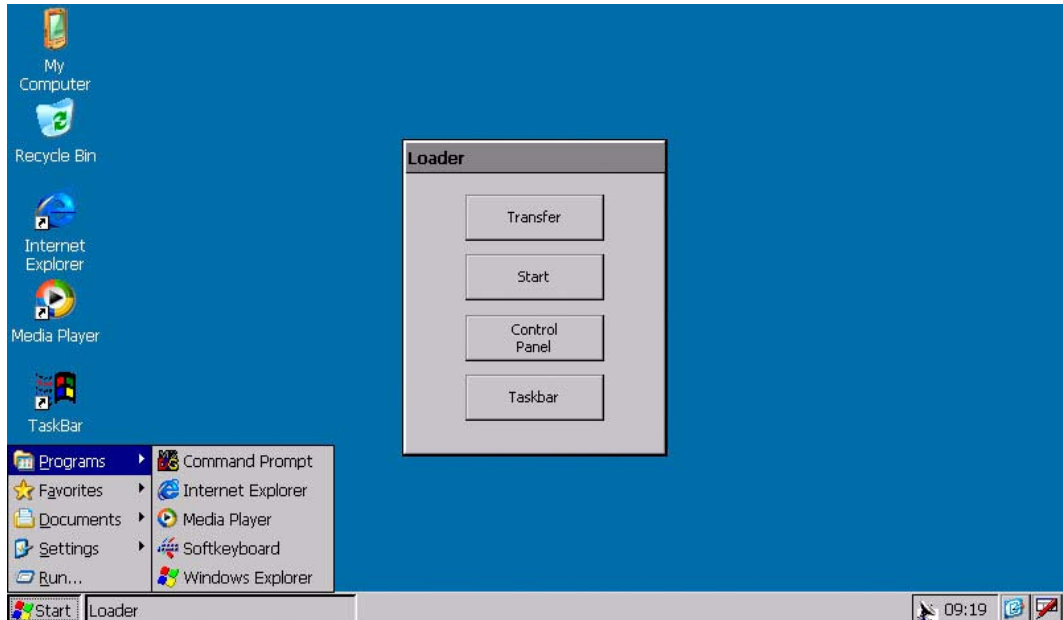 My
Computer
Recycle Bin
Internet
Explorer
Media Player
TaskBar
Loader
Transfer
Start
Control
Panel
Taskbar
Programs
Favorites
Documents
Settings
Run...
Command Prompt
Internet Explorer
Media Player
Softkeyboard
Windows Explorer
Start
Loader
09:19